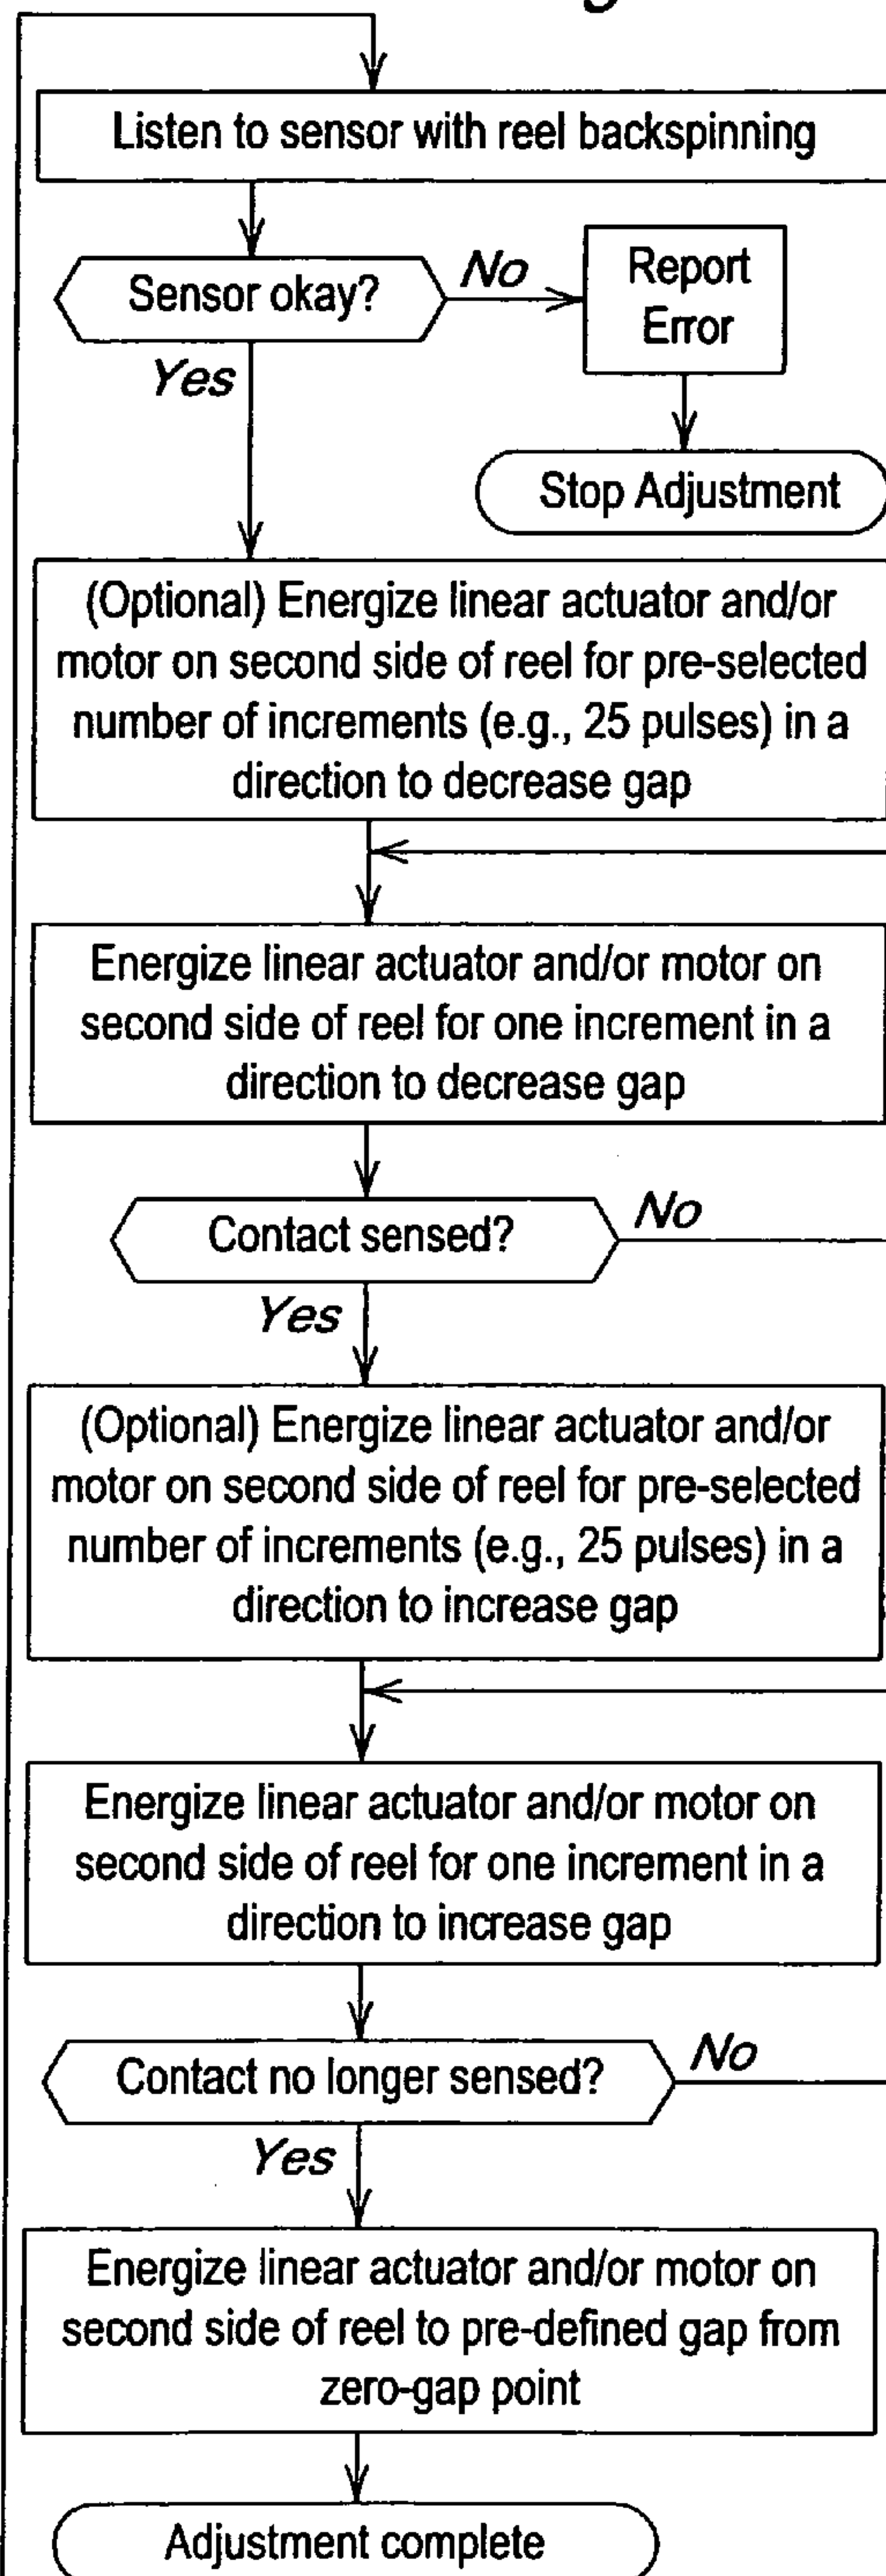 Listen to sensor with reel backspinning
Sensor okay?
No
Report
Error
Yes
Stop Adjustment
(Optional) Energize linear actuator and/or
motor on second side of reel for pre-selected
number of increments (e.g., 25 pulses) in a
direction to decrease gap
Energize linear actuator and/or motor on
second side of reel for one increment in a
direction to decrease gap
Contact sensed?
No
Yes
(Optional) Energize linear actuator and/or
motor on second side of reel for pre-selected
number of increments (e.g., 25 pulses) in a
direction to increase gap
Energize linear actuator and/or motor on
second side of reel for one increment in a
direction to increase gap
Contact no longer sensed?
No
Yes
Energize linear actuator and/or motor on
second side of reel to pre-defined gap from
zero-gap point
Adjustment complete